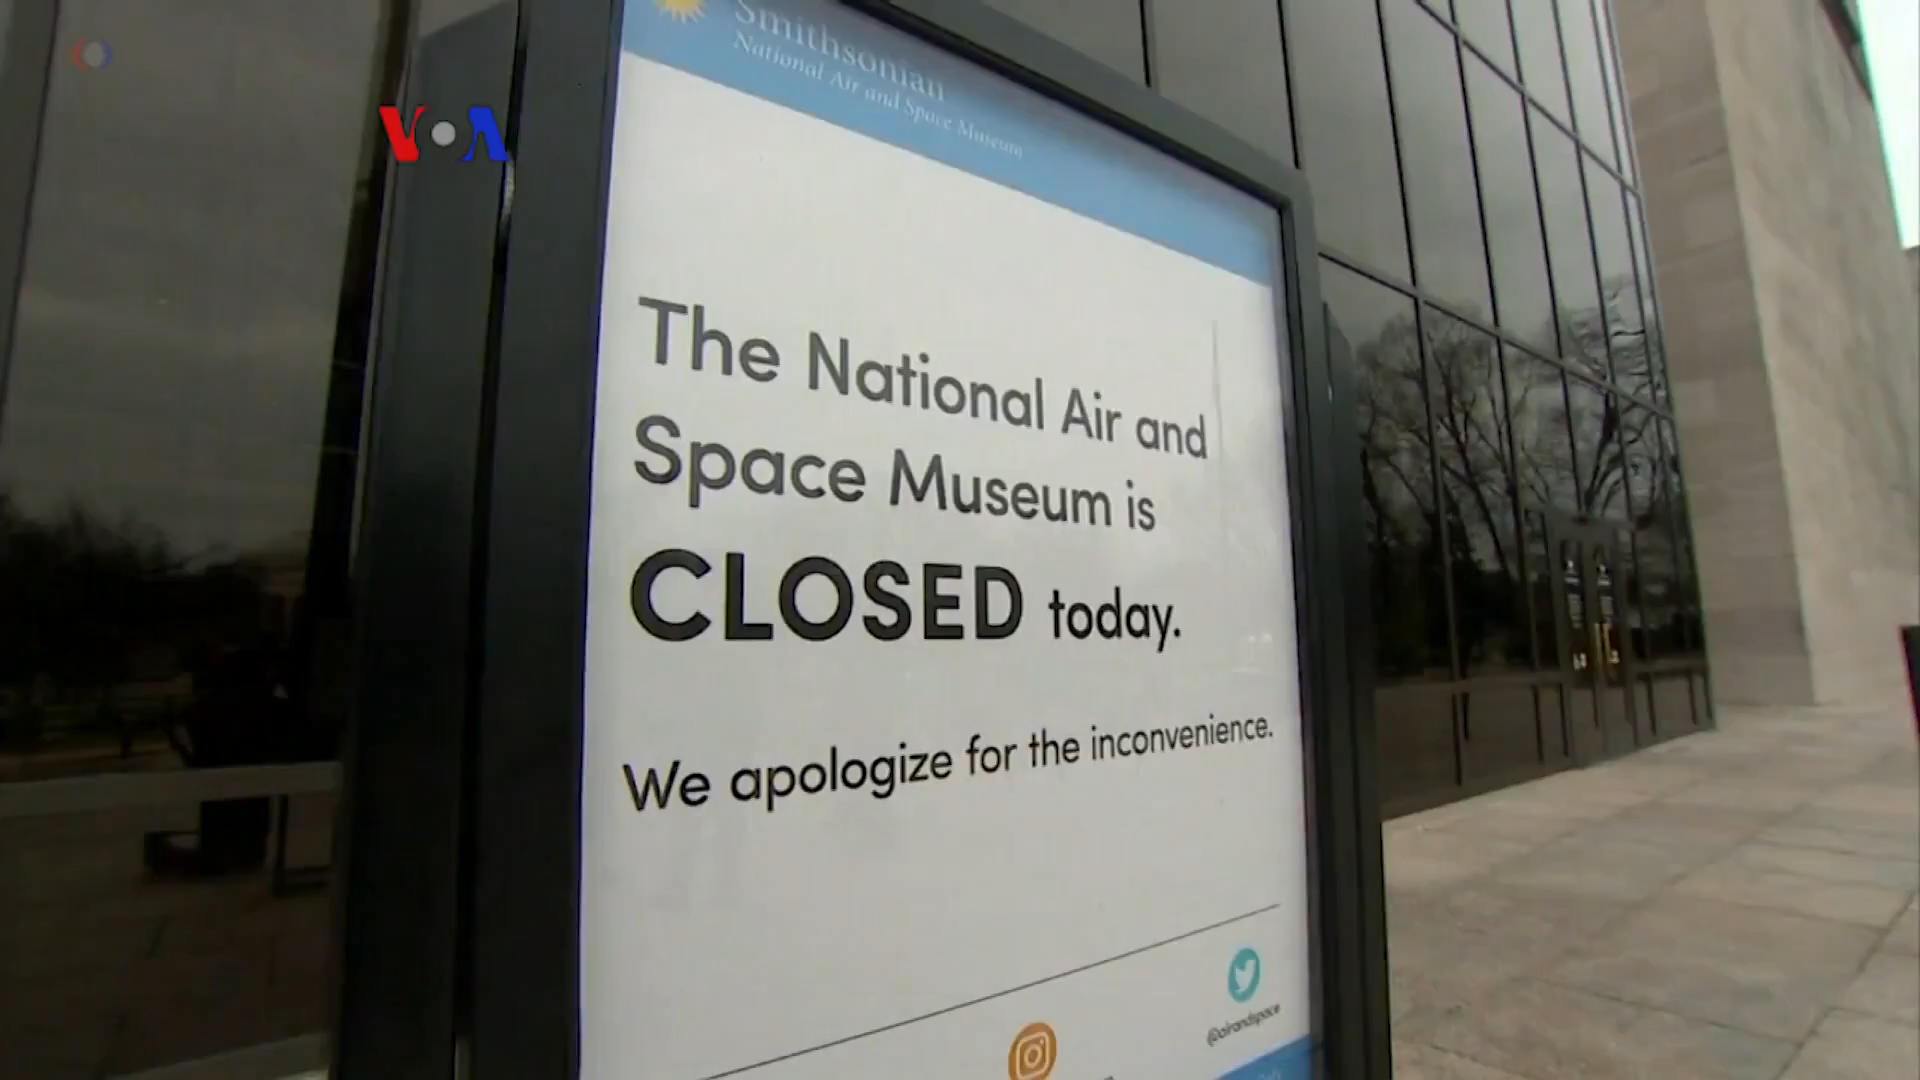 VOA
Smithsonian
National Air and Space Museum
The National Air and
Space Museum is
CLOSED today.
We apologize for the inconvenience.
@airandspace